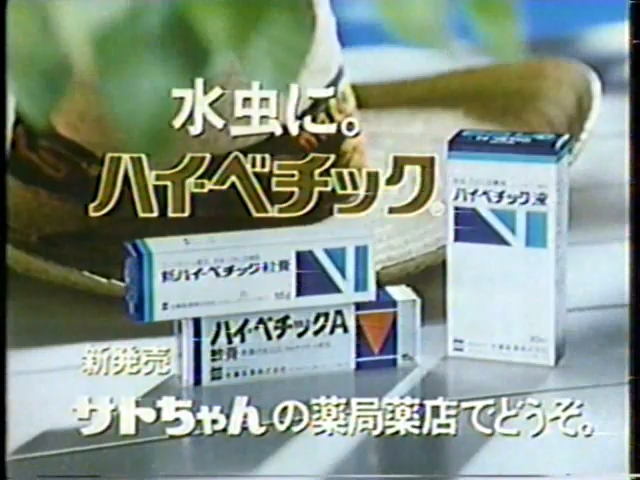 水虫に。
ハイ・ベチック®
ハイ・ベチック液
新ハイ・ベチック軟膏
ハイ・ベチックA
軟膏
新発売
サトちゃんの薬局薬店でどうぞ。